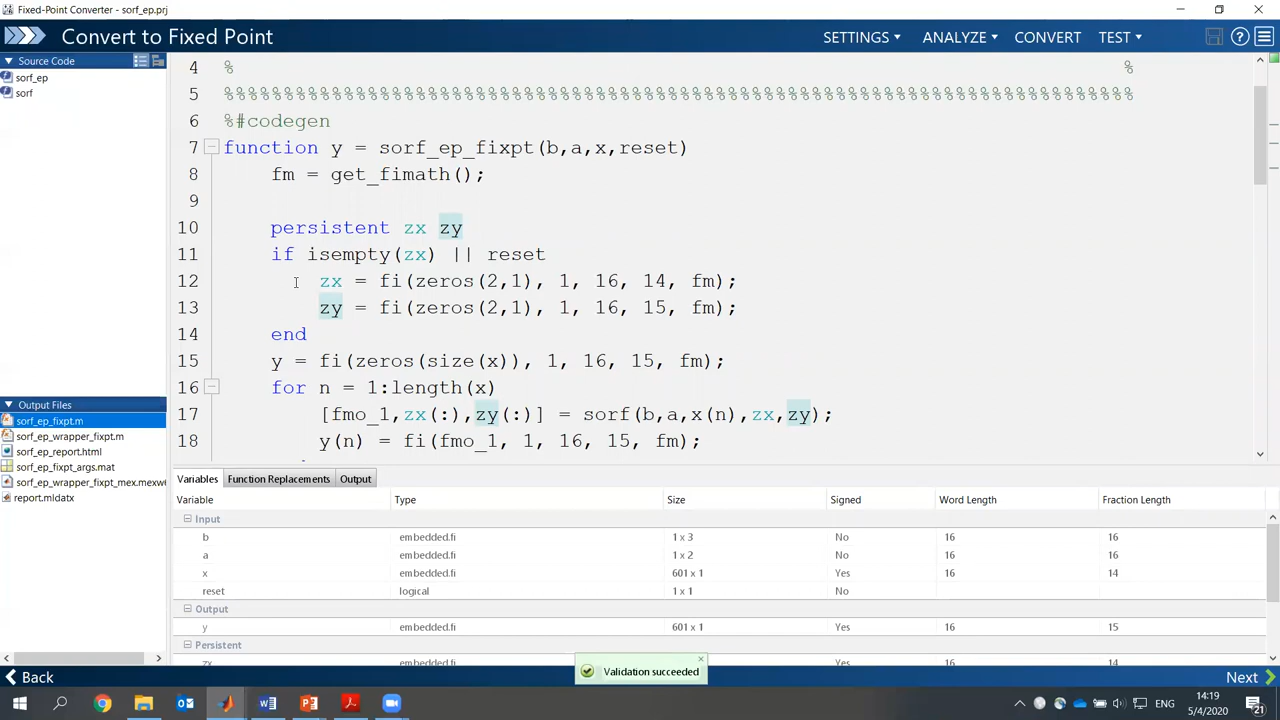 Fixed-Point Converter - sorf_ep.prj
Convert to Fixed Point
SETTINGS ANALYZE CONVERT TEST
Source Code
sorf_ep
sorf
4 % %
5 %%%%%%%%%%%%%%%%%%%%%%%%%%%%%%%%%%%%%%%%%%%%%%%%%%%%%%%%%%%%%%%%%%%%%%%%%%%%%%
6 %#codegen
7 function y = sorf_ep_fixpt(b,a,x,reset)
8 fm = get_fimath();
9
10 persistent zx zy
11 if isempty(zx) || reset
12 zx = fi(zeros(2,1), 1, 16, 14, fm);
13 zy = fi(zeros(2,1), 1, 16, 15, fm);
14 end
15 y = fi(zeros(size(x)), 1, 16, 15, fm);
16 for n = 1:length(x)
17 [fmo_1,zx(:),zy(:)] = sorf(b,a,x(n),zx,zy);
18 y(n) = fi(fmo_1, 1, 16, 15, fm);
Output Files
sorf_ep_fixpt.m
sorf_ep_wrapper_fixpt.m
sorf_ep_report.html
sorf_ep_fixpt_args.mat
sorf_ep_wrapper_fixpt_mex.mexw6
report.mldatx
Variables Function Replacements Output
Variable Type Size Signed Word Length Fraction Length
Input
b embedded.fi 1 x 3 No 16 16
a embedded.fi 1 x 2 No 16 16
x embedded.fi 601 x 1 Yes 16 14
reset logical 1 x 1 No
Output
y embedded.fi 601 x 1 Yes 16 15
Persistent
zx Yes 16 14
Validation succeeded
Back
Next
ENG
14:19
5/4/2020
21